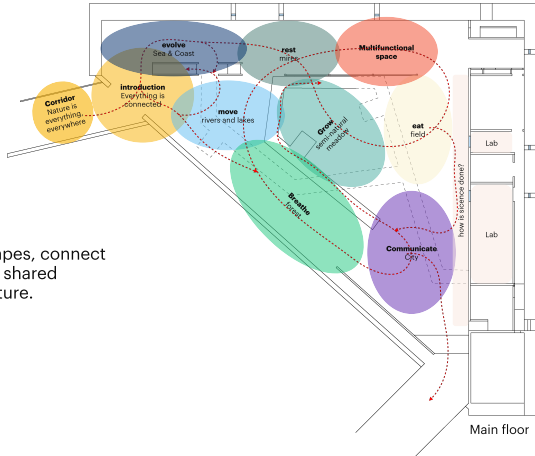 evolve
Sea & Coast
rest
mires
Multifunctional
space
introduction
Everything is
connected
Corridor
Nature is
everything,
everywhere
move
rivers and lakes
Grow
semi-natural
meadow
eat
field
Lab
how is sicence done?
Breathe
forest
Communicate
City
Lab
apes, connect
shared
ture.
Main floor